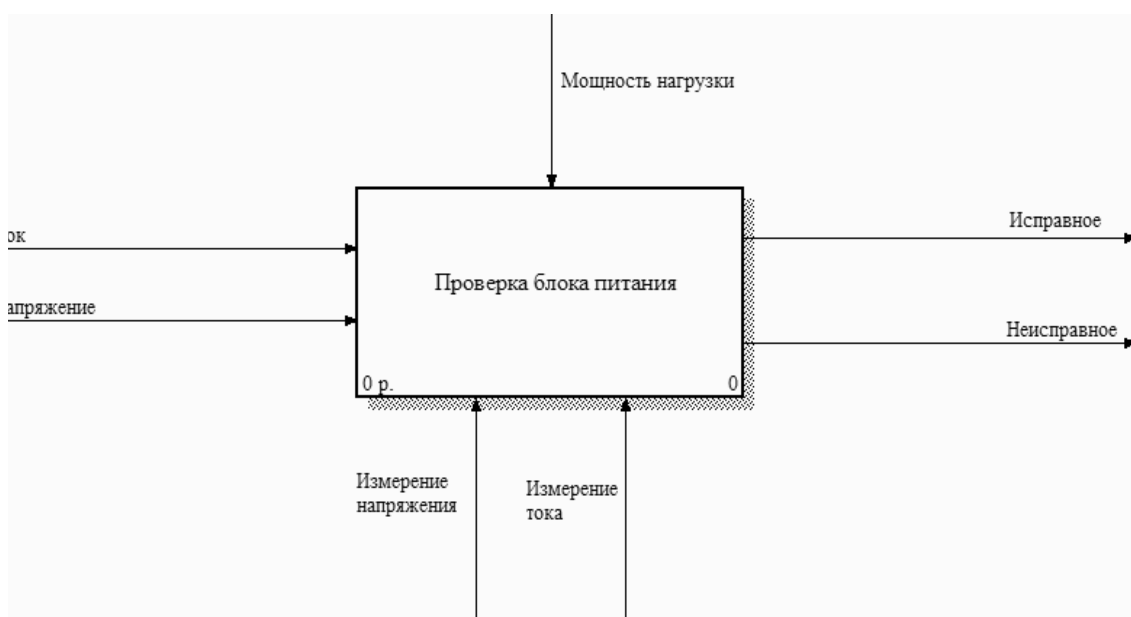 Мощность нагрузки
ок
Исправное
Проверка блока питания
апряжение
Неисправное
0 р.
0
Измерение
напряжения
Измерение
тока